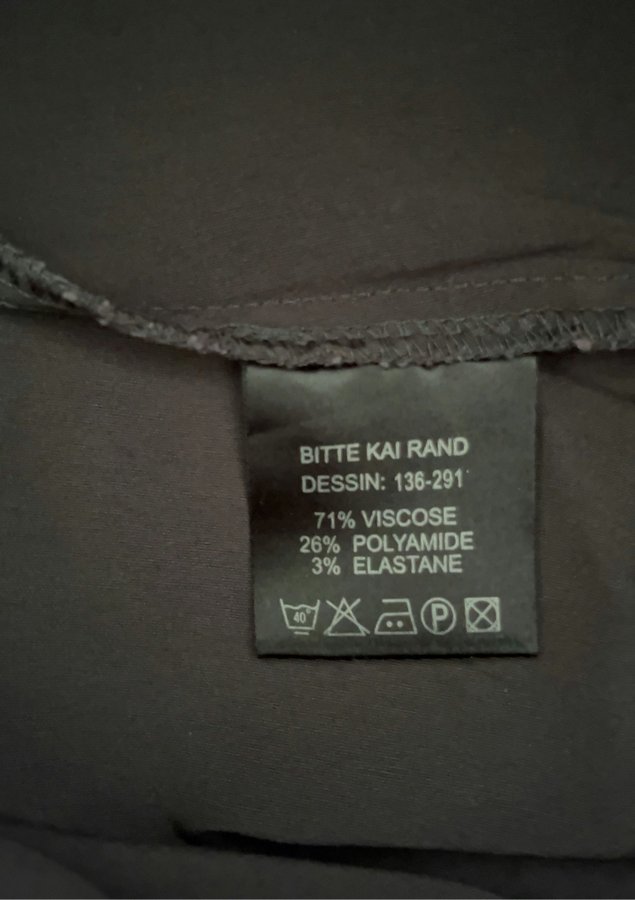 BITTE KAI RAND
DESSIN: 136-291
71% VISCOSE
26% POLYAMIDE
3% ELASTANE
40° P